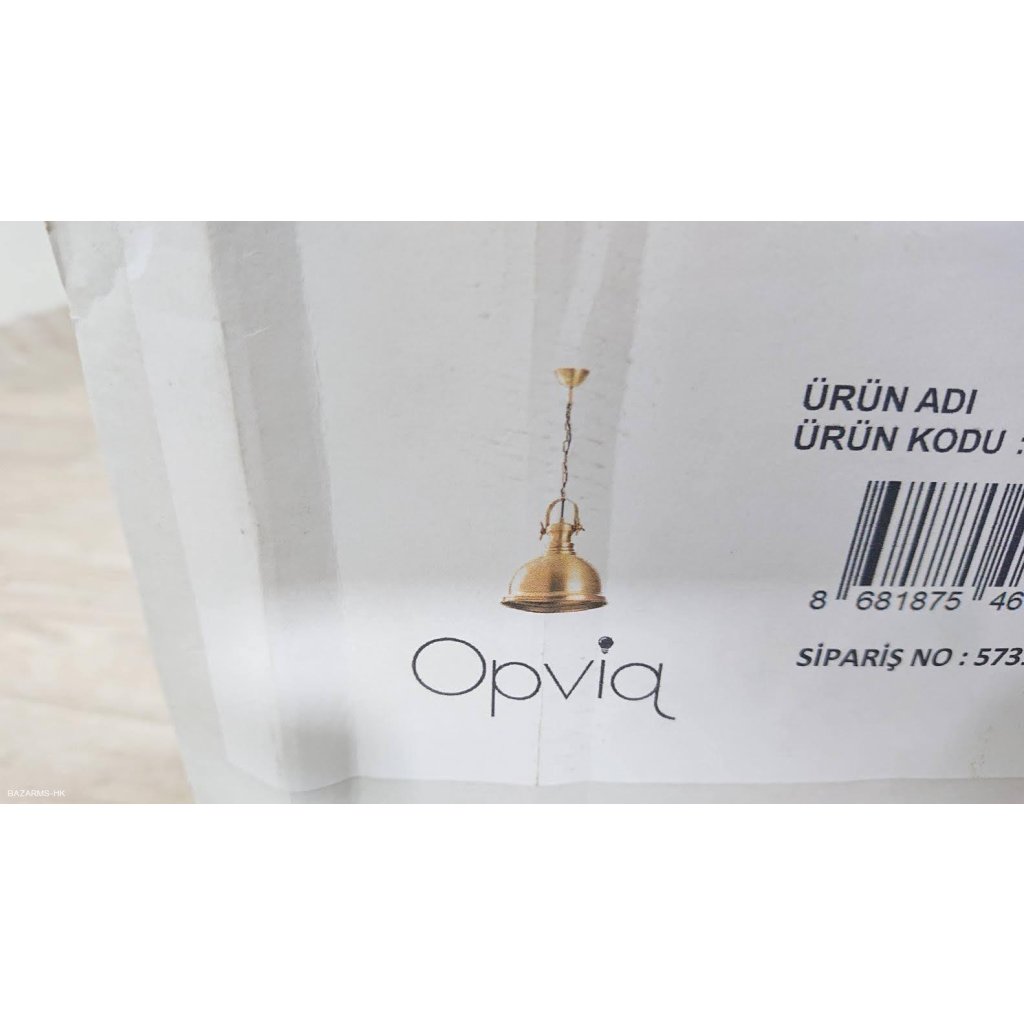 ÜRÜN ADI
ÜRÜN KODU :
8 681875 46
SİPARİŞ NO : 573
Opviq
BAZARMS-HK